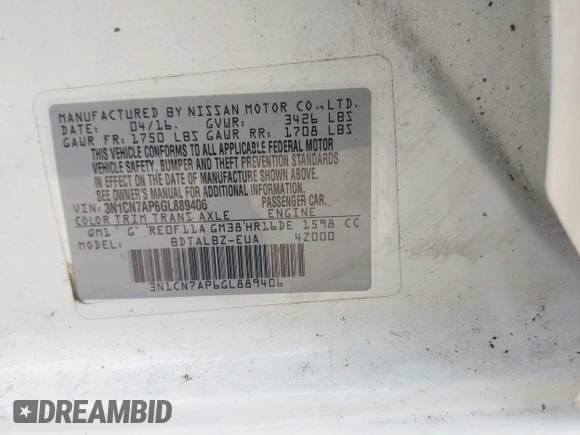 MANUFACTURED BY NISSAN MOTOR CO., LTD.
DATE: 04/16. GVWR: 3426 LBS
GAWR FR: 1750 LBS GAWR RR: 1708 LBS
THIS VEHICLE CONFORMS TO ALL APPLICABLE FEDERAL MOTOR
VEHICLE SAFETY, BUMPER AND THEFT PREVENTION STANDARDS
IN EFFECT ON THE DATE OF MANUFACTURE SHOWN ABOVE.
SEE OWNER'S MANUAL FOR ADDITIONAL INFORMATION.
VIN: 3N1CN7AP6GL889406 PASSENGER CAR.
COLOR TRIM TRANS AXLE ENGINE
QM1' G' RE0F11A GM38'HR16DE 1598 CC
MODEL: BDTALBZ-EUA 4Z000
3N1CN7AP6GL889406
DREAMBID